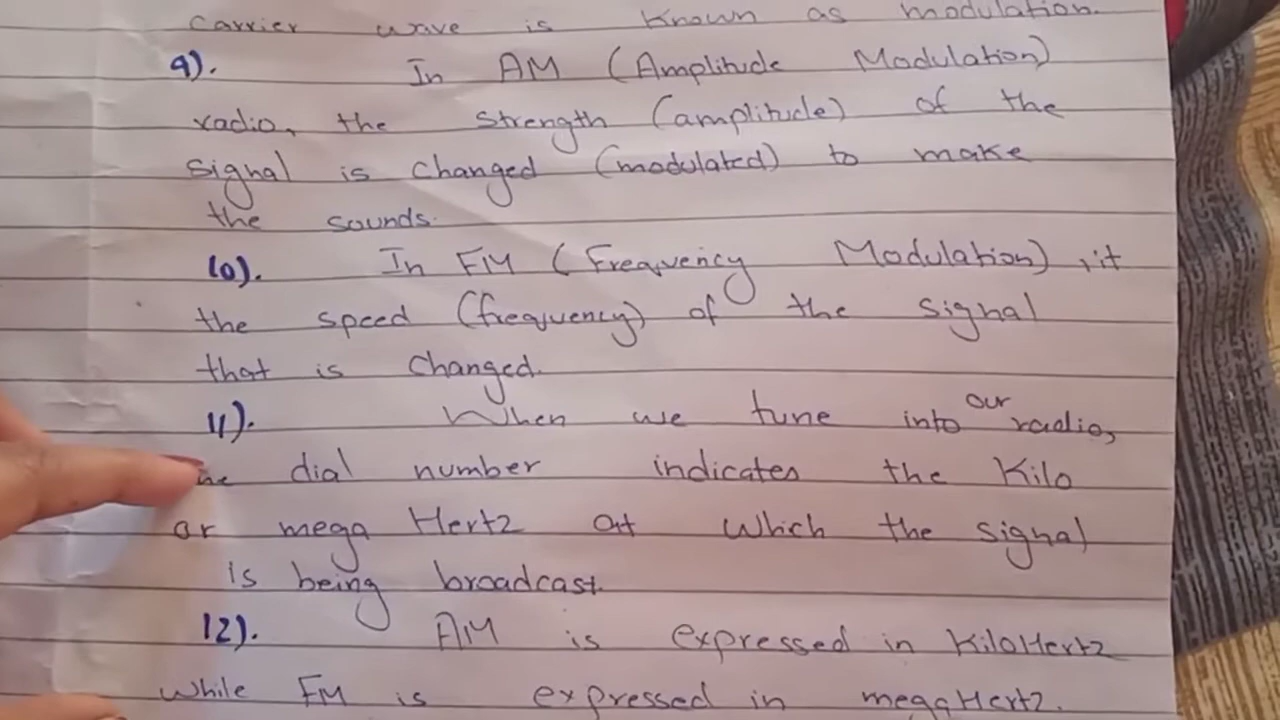 Carrier wave is Known as modulation.
9). In AM (Amplitude Modulation)
radio, the strength (amplitude) of the
signal is changed (modulated) to make
the sounds.
10). In FM (Frequency Modulation), it
the speed (frequency) of the signal
that is changed.
11). When we tune into our radio,
the dial number indicates the Kilo
or mega Hertz at which the signal
is being broadcast.
12). AM is expressed in KiloHertz
while FM is expressed in megaHertz.